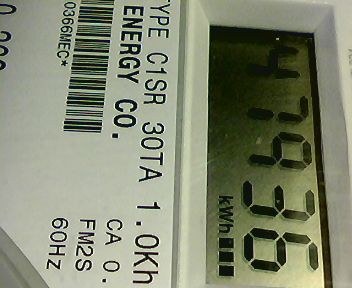 47936
kWh
TYPE C1SR 30TA 1.0Kh
ENERGY CO.
CA 0.
FM2S
60HZ
0366MEC*